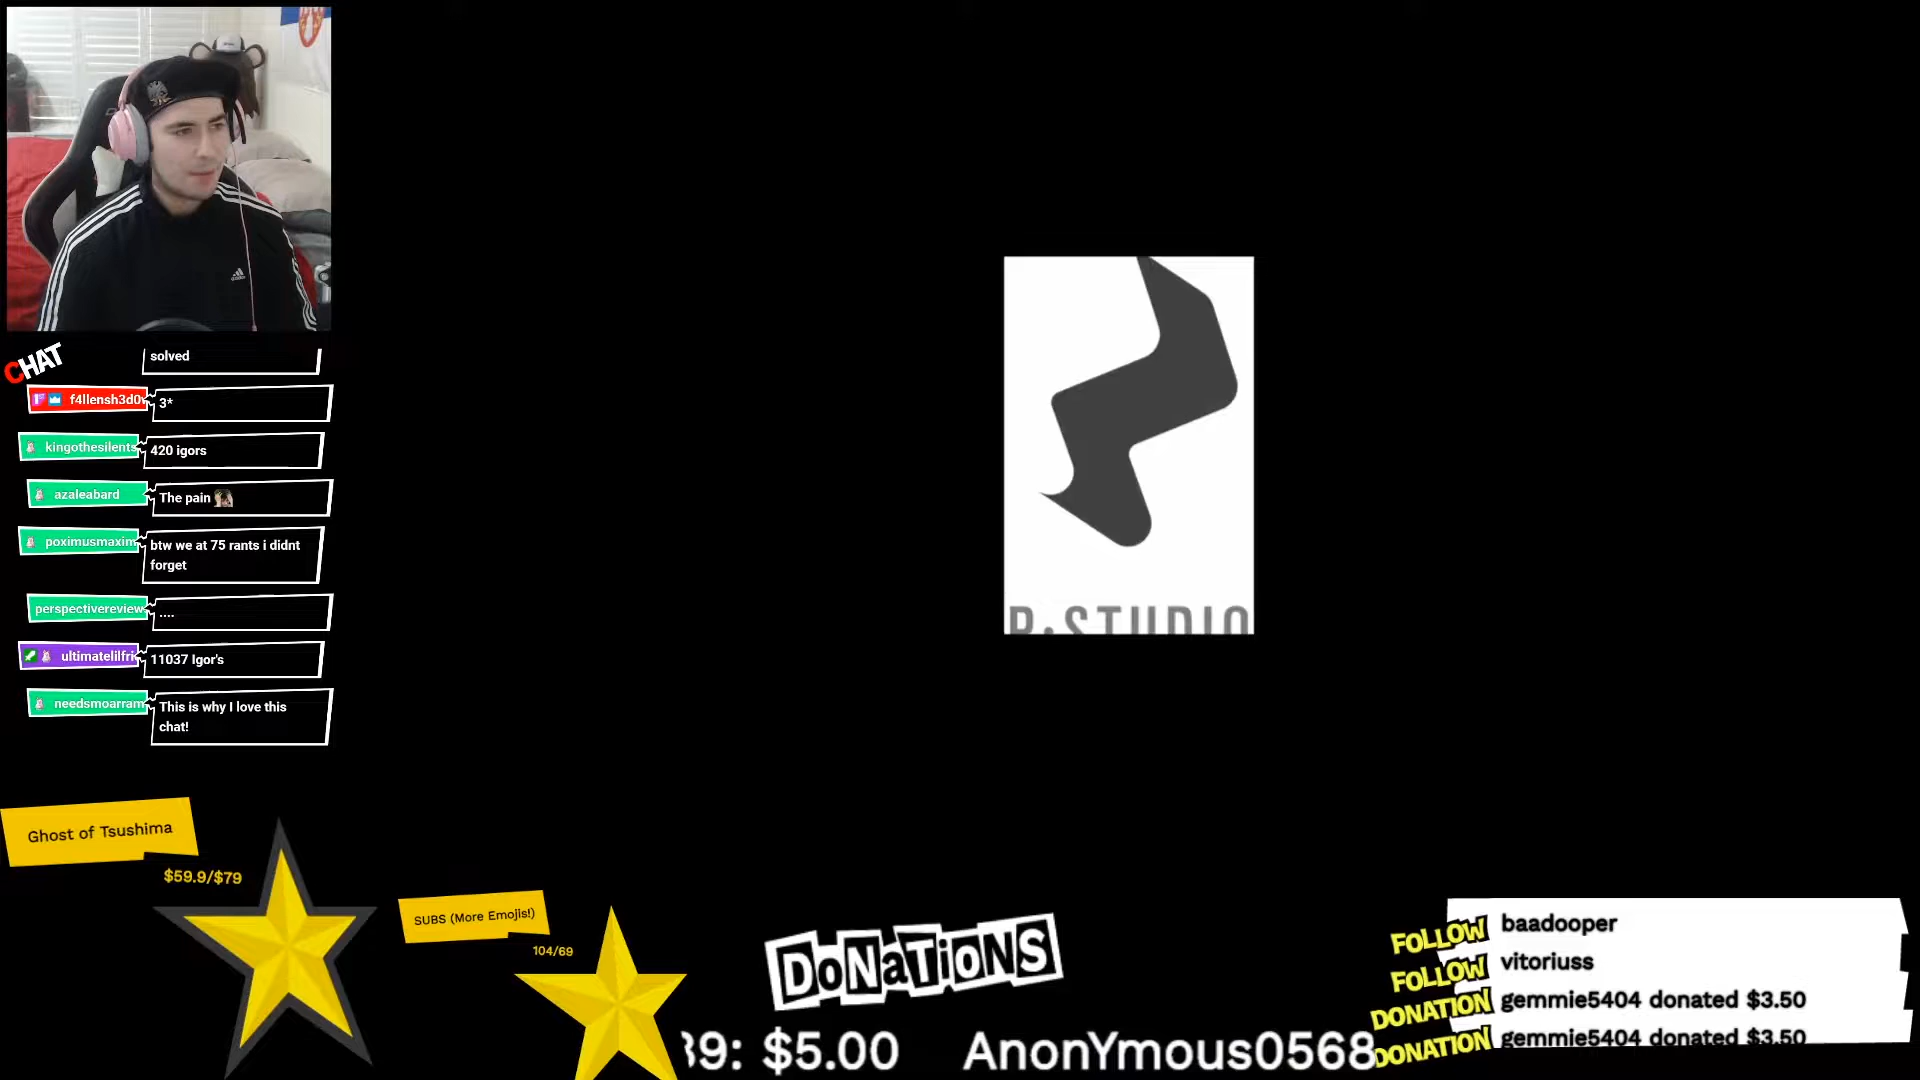 CHAT
solved
f4llensh3d0
3*
kingothesilents
420 igors
azaleabard
The pain
poximusmaxim
btw we at 75 rants i didnt
forget
perspectivereview
....
ultimatelilfri
11037 Igor's
needsmoarram
This is why I love this
chat!
P·STUDIO
Ghost of Tsushima
$59.9/$79
SUBS (More Emojis!)
104/69
DoNaTiONS
39: $5.00 AnonYmous0568
FOLLOW baadooper
FOLLOW vitoriuss
DONATION gemmie5404 donated $3.50
DONATION gemmie5404 donated $3.50
adidas